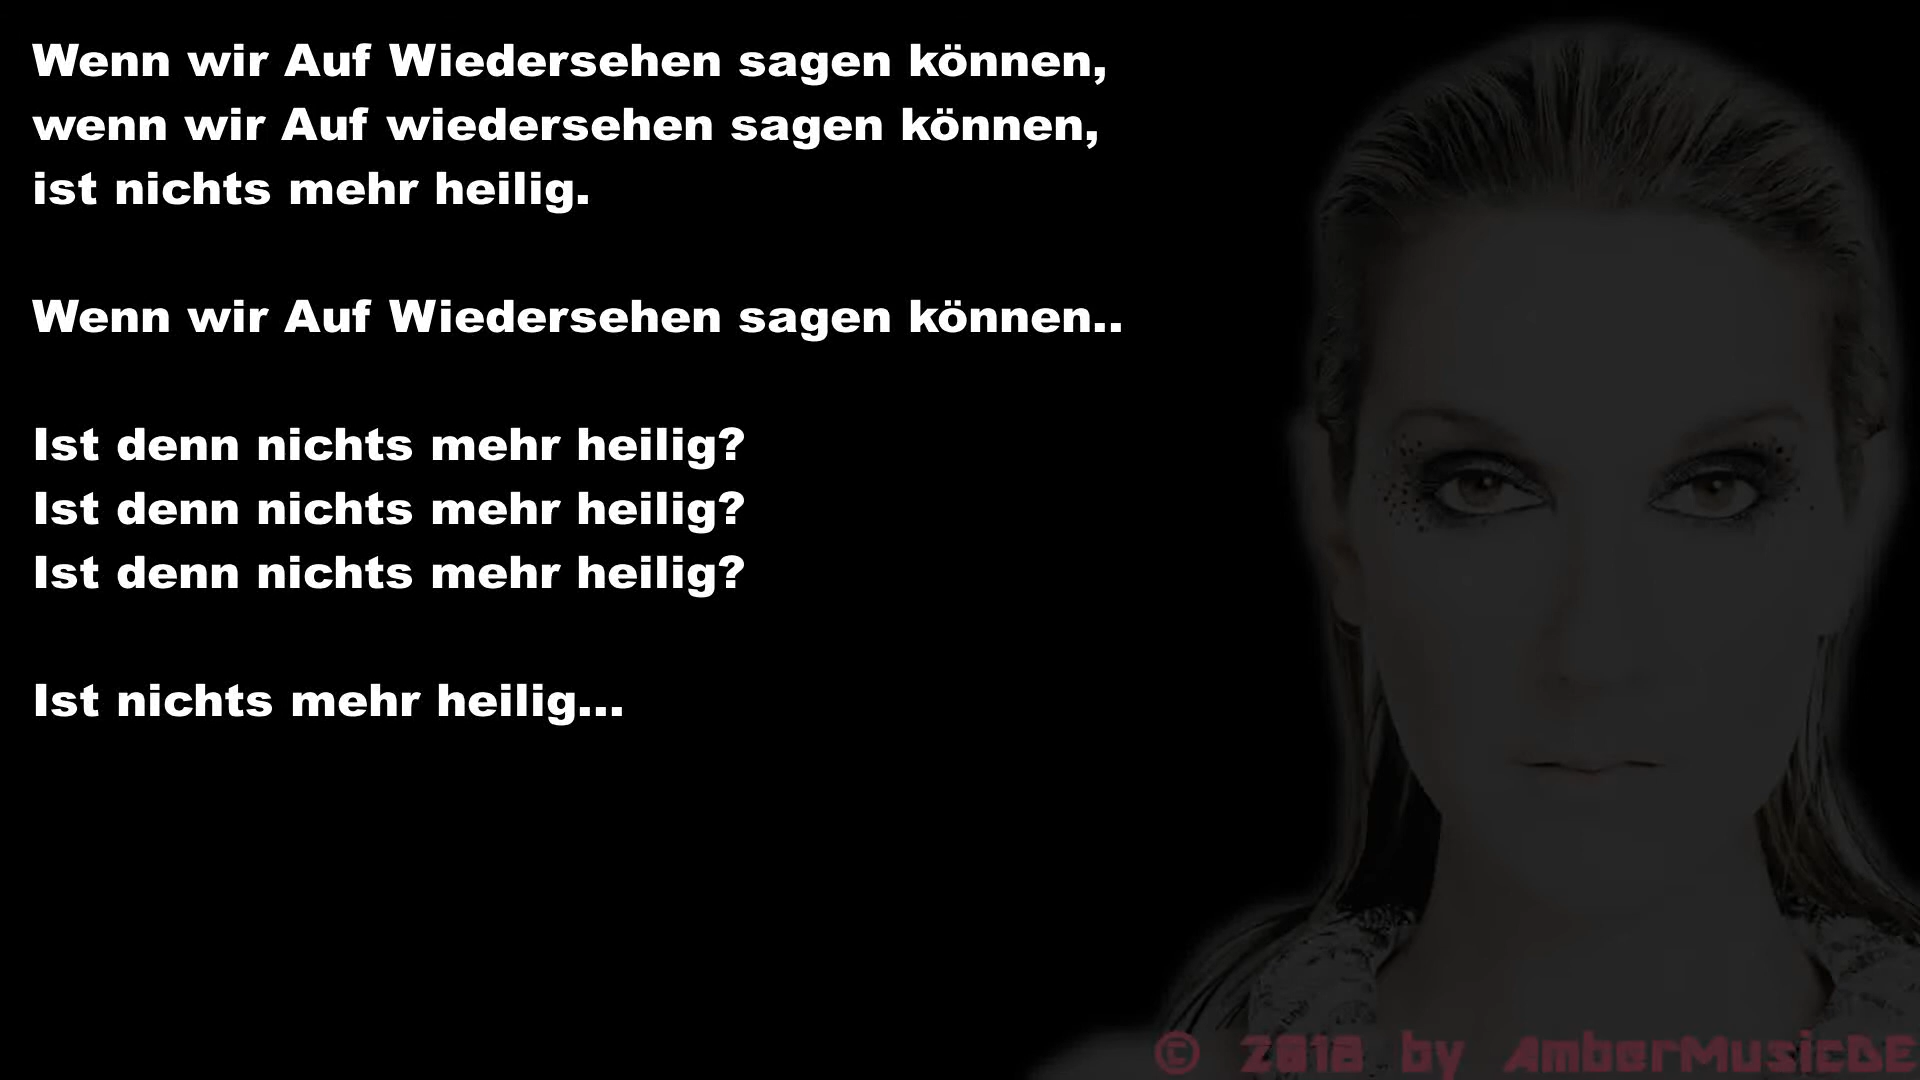 Wenn wir Auf Wiedersehen sagen können,
wenn wir Auf wiedersehen sagen können,
ist nichts mehr heilig.
Wenn wir Auf Wiedersehen sagen können..
Ist denn nichts mehr heilig?
Ist denn nichts mehr heilig?
Ist denn nichts mehr heilig?
Ist nichts mehr heilig...
© 2018 by AmberMusicDE